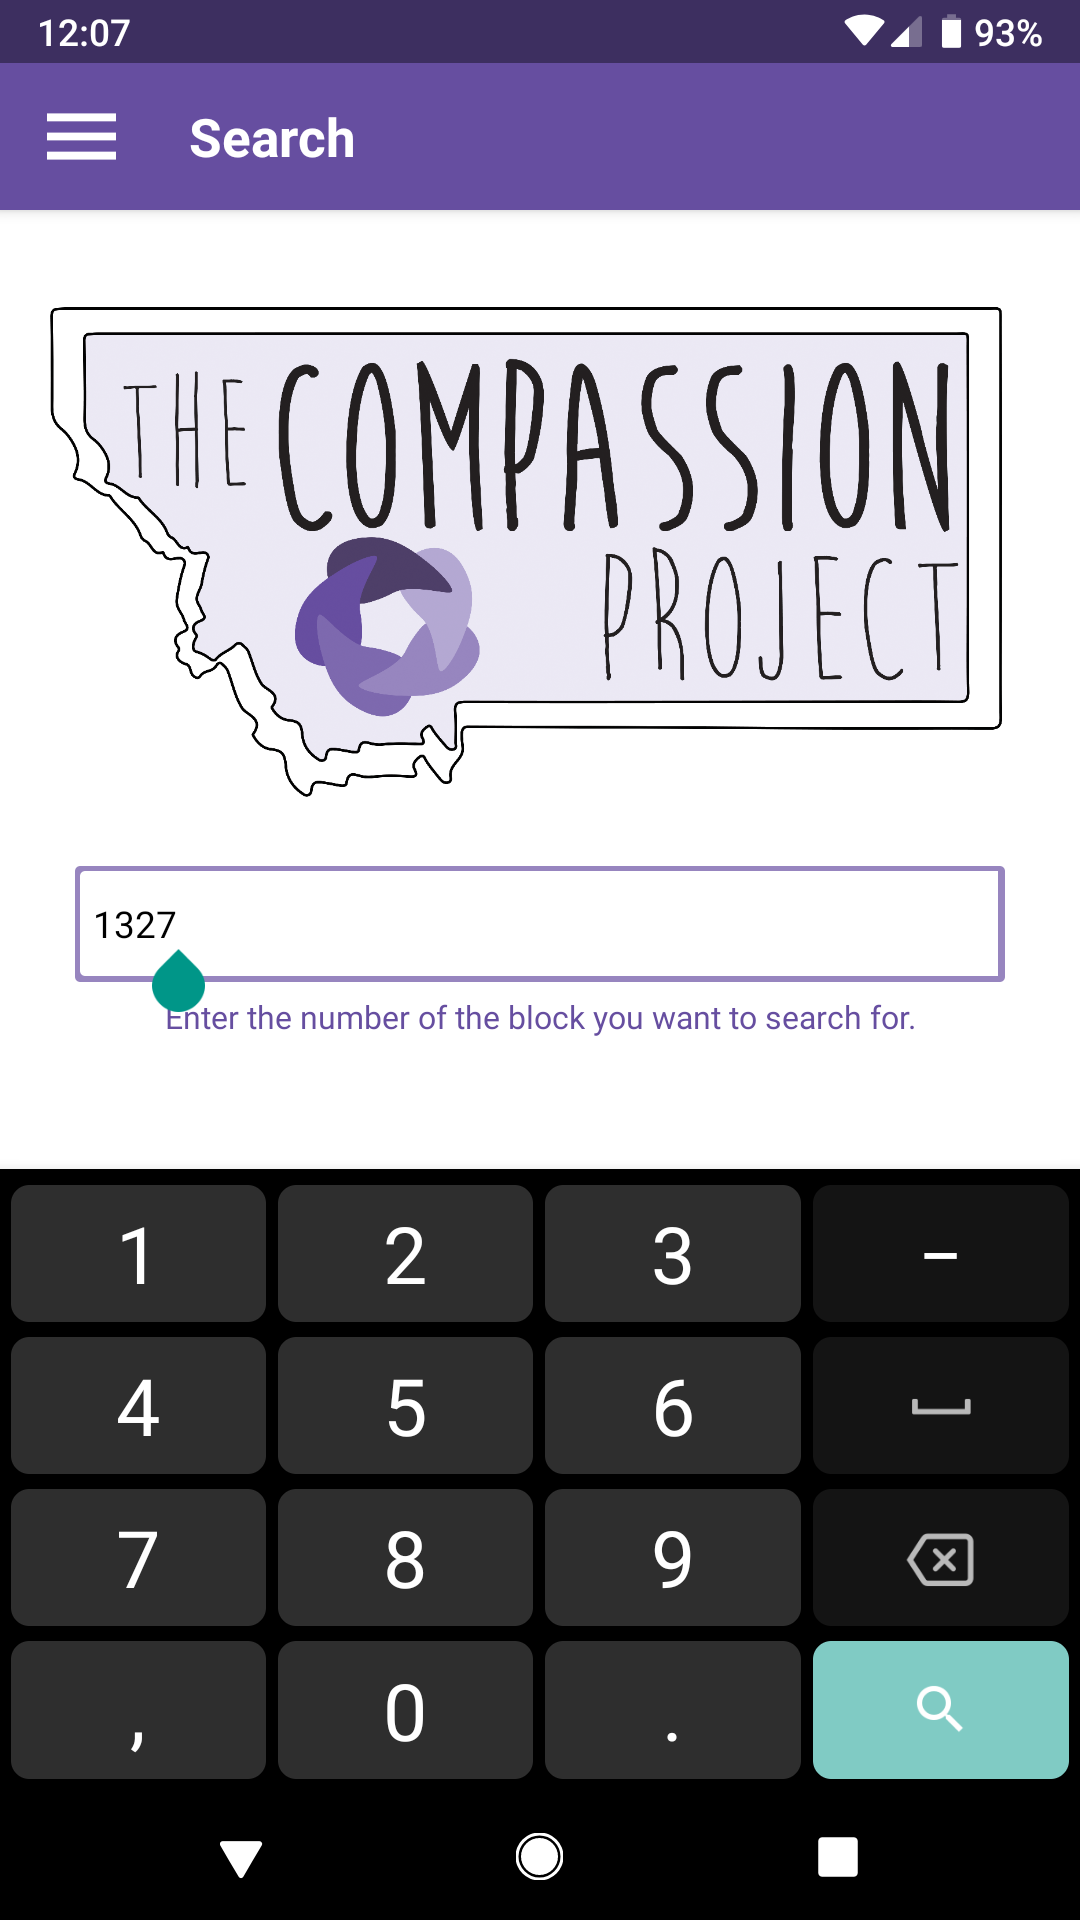 12:07 93%
Search
THE COMPASSION
PROJECT
1327
Enter the number of the block you want to search for.
1 2 3 –
4 5 6
7 8 9
, 0 .